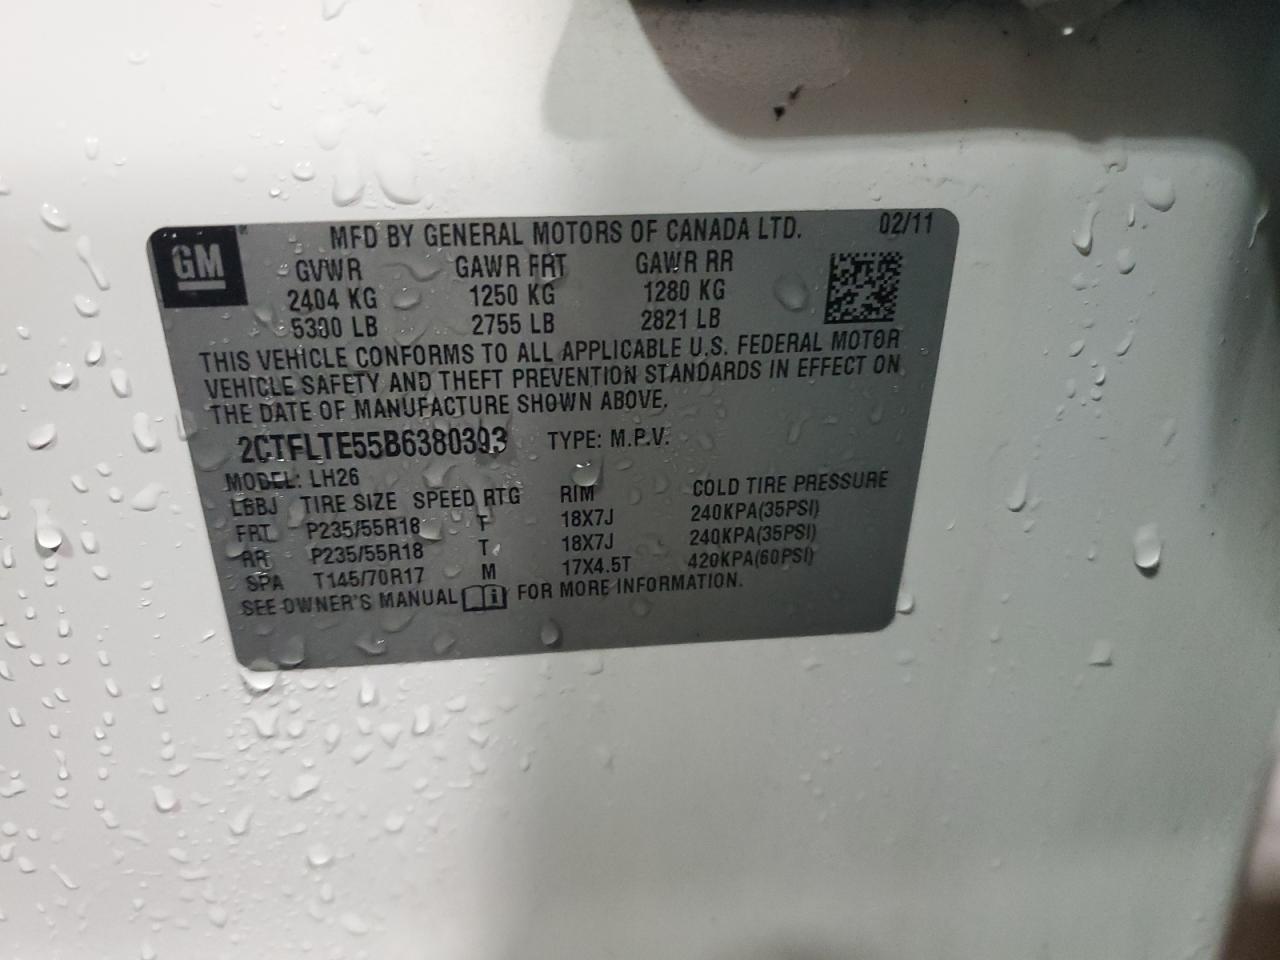 GM
MFD BY GENERAL MOTORS OF CANADA LTD. 02/11
GVWR GAWR FRT GAWR RR
2404 KG 1250 KG 1280 KG
5300 LB 2755 LB 2821 LB
THIS VEHICLE CONFORMS TO ALL APPLICABLE U.S. FEDERAL MOTOR
VEHICLE SAFETY AND THEFT PREVENTION STANDARDS IN EFFECT ON
THE DATE OF MANUFACTURE SHOWN ABOVE.
2CTFLTE55B6380393 TYPE: M.P.V.
MODEL: LH26
LBBJ TIRE SIZE SPEED RTG RIM COLD TIRE PRESSURE
FRT P235/55R18 T 18X7J 240KPA(35PSI)
RR P235/55R18 T 18X7J 240KPA(35PSI)
SPA T145/70R17 M 17X4.5T 420KPA(60PSI)
SEE OWNER'S MANUAL FOR MORE INFORMATION.